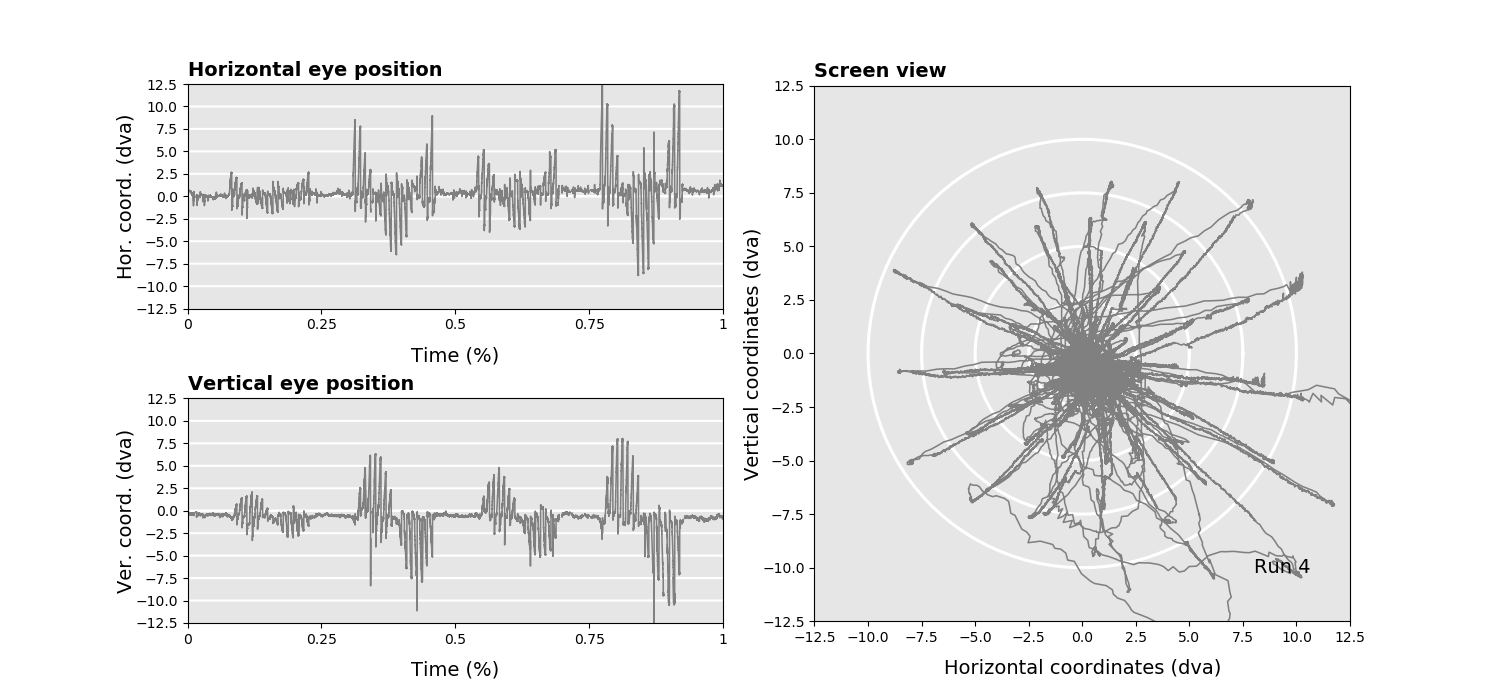 Horizontal eye position
12.5
10.0
7.5
5.0
2.5
0.0
−2.5
−5.0
−7.5
−10.0
−12.5
Hor. coord. (dva)
0 0.25 0.5 0.75 1
Time (%)
Vertical eye position
12.5
10.0
7.5
5.0
2.5
0.0
−2.5
−5.0
−7.5
−10.0
−12.5
Ver. coord. (dva)
0 0.25 0.5 0.75 1
Time (%)
Screen view
12.5
10.0
7.5
5.0
2.5
0.0
−2.5
−5.0
−7.5
−10.0
−12.5
Vertical coordinates (dva)
Run 4
−12.5 −10.0 −7.5 −5.0 −2.5 0.0 2.5 5.0 7.5 10.0 12.5
Horizontal coordinates (dva)